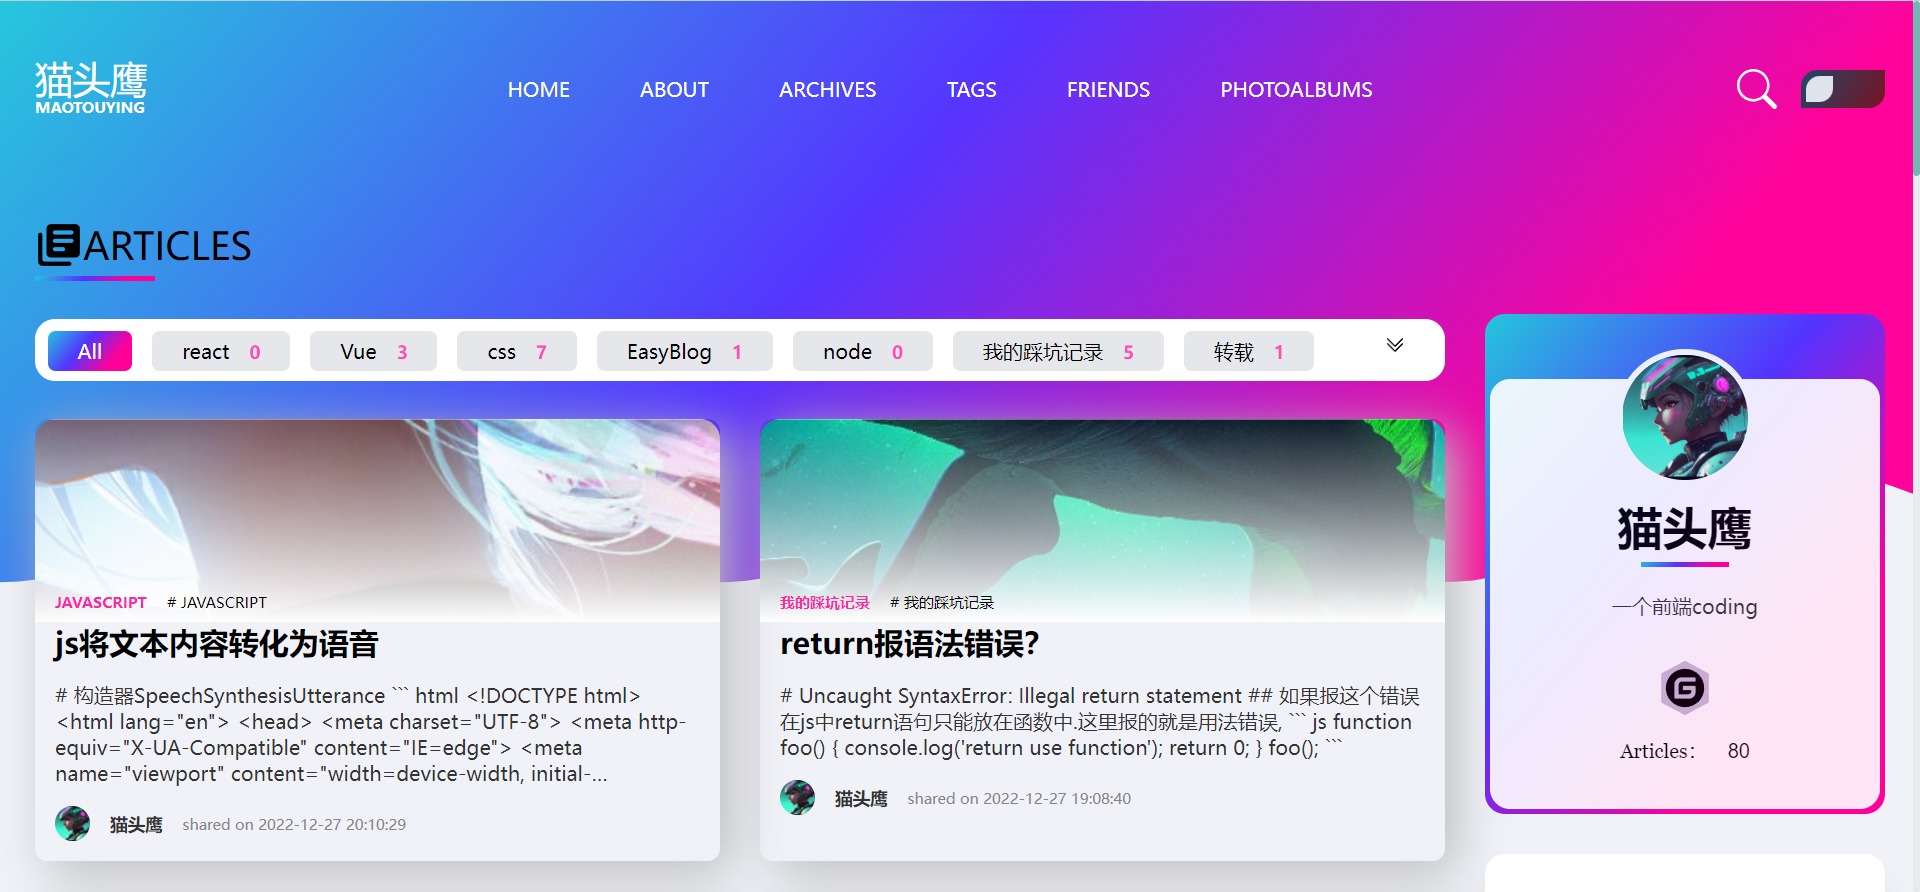 猫头鹰
MAOTOUYING
HOME ABOUT ARCHIVES TAGS FRIENDS PHOTOALBUMS
ARTICLES
All react 0 Vue 3 css 7 EasyBlog 1 node 0 我的踩坑记录 5 转载 1
JAVASCRIPT # JAVASCRIPT
js将文本内容转化为语音
# 构造器SpeechSynthesisUtterance ``` html <!DOCTYPE html>
<html lang="en"> <head> <meta charset="UTF-8"> <meta http-
equiv="X-UA-Compatible" content="IE=edge"> <meta
name="viewport" content="width=device-width, initial-...
猫头鹰 shared on 2022-12-27 20:10:29
我的踩坑记录 # 我的踩坑记录
return报语法错误?
# Uncaught SyntaxError: Illegal return statement ## 如果报这个错误
在js中return语句只能放在函数中.这里报的就是用法错误, ``` js function
foo() { console.log('return use function'); return 0; } foo(); ```
猫头鹰 shared on 2022-12-27 19:08:40
猫头鹰
一个前端coding
G
Articles: 80